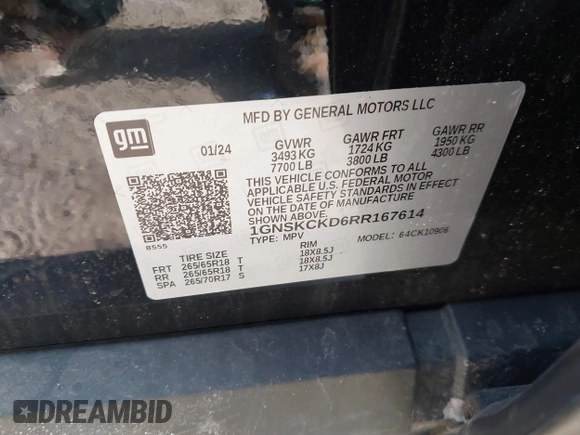 MFD BY GENERAL MOTORS LLC
gm
01/24 GVWR GAWR FRT GAWR RR
3493 KG 1724 KG 1950 KG
7700 LB 3800 LB 4300 LB
THIS VEHICLE CONFORMS TO ALL
APPLICABLE U.S. FEDERAL MOTOR
VEHICLE SAFETY STANDARDS IN EFFECT
ON THE DATE OF MANUFACTURE
SHOWN ABOVE.
1GNSKCKD6RR167614
TYPE: MPV MODEL: 64CK10906
BS55
TIRE SIZE RIM
FRT 265/65R18 T 18X8.5J
RR 265/65R18 T 18X8.5J
SPA 265/70R17 S 17X8J
DREAMBID